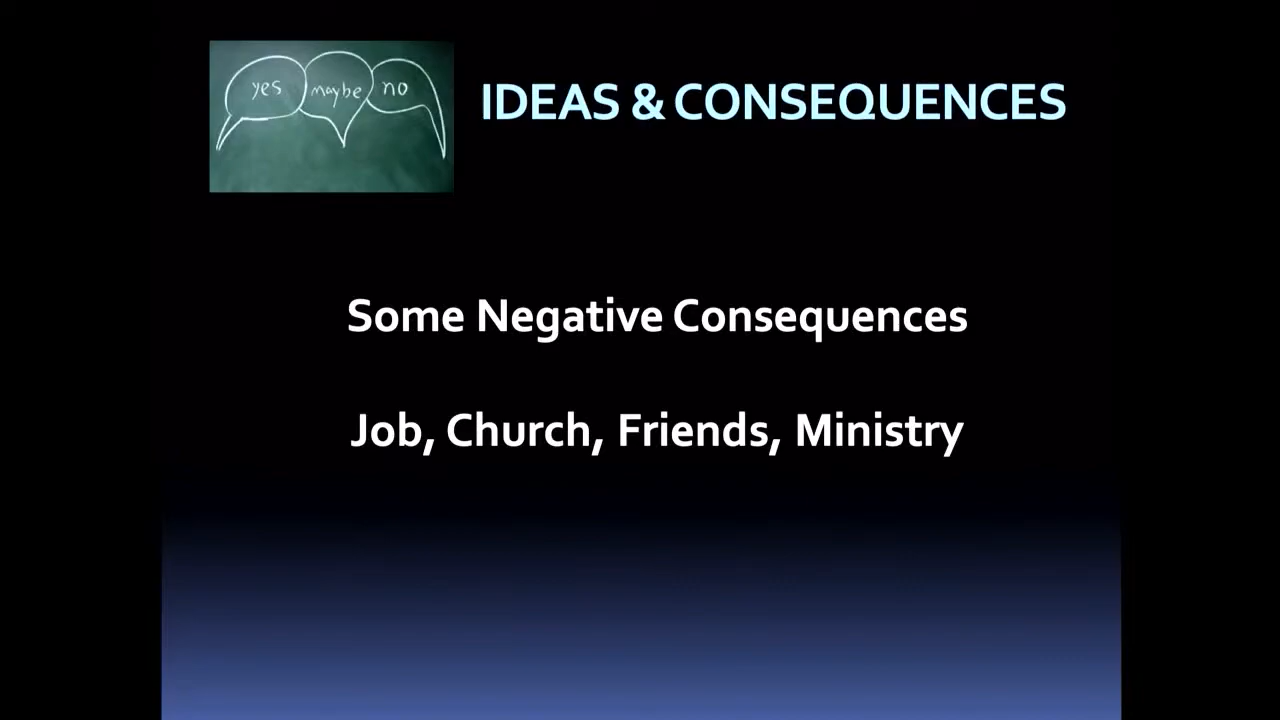 yes maybe no
IDEAS & CONSEQUENCES
Some Negative Consequences
Job, Church, Friends, Ministry